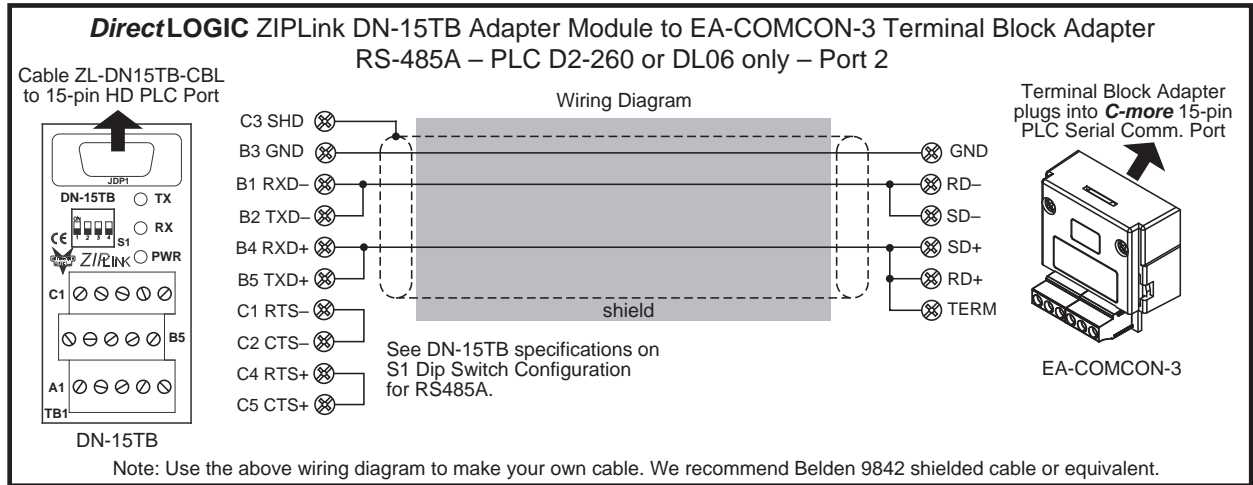 DirectLOGIC ZIPLink DN-15TB Adapter Module to EA-COMCON-3 Terminal Block Adapter
RS-485A – PLC D2-260 or DL06 only – Port 2
Cable ZL-DN15TB-CBL
to 15-pin HD PLC Port
JDP1
DN-15TB
TX
ON
1 2 3 4
S1
RX
CE
ZIPLINK
PWR
C1
B5
A1
TB1
DN-15TB
Wiring Diagram
C3 SHD
B3 GND
B1 RXD–
B2 TXD–
B4 RXD+
B5 TXD+
C1 RTS–
C2 CTS–
C4 RTS+
C5 CTS+
shield
See DN-15TB specifications on
S1 Dip Switch Configuration
for RS485A.
GND
RD–
SD–
SD+
RD+
TERM
Terminal Block Adapter
plugs into C-more 15-pin
PLC Serial Comm. Port
EA-COMCON-3
Note: Use the above wiring diagram to make your own cable. We recommend Belden 9842 shielded cable or equivalent.